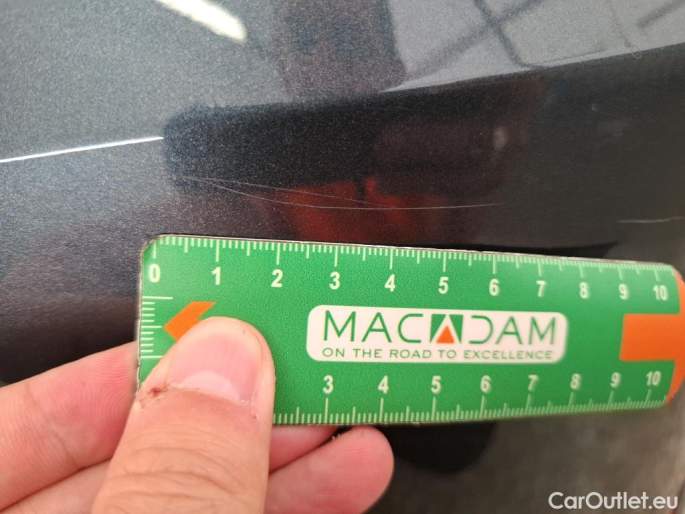 0 1 2 3 4 5 6 7 8 9 10
MACADAM
ON THE ROAD TO EXCELLENCE
3 4 5 6 7 8 9 10
CarOutlet.eu